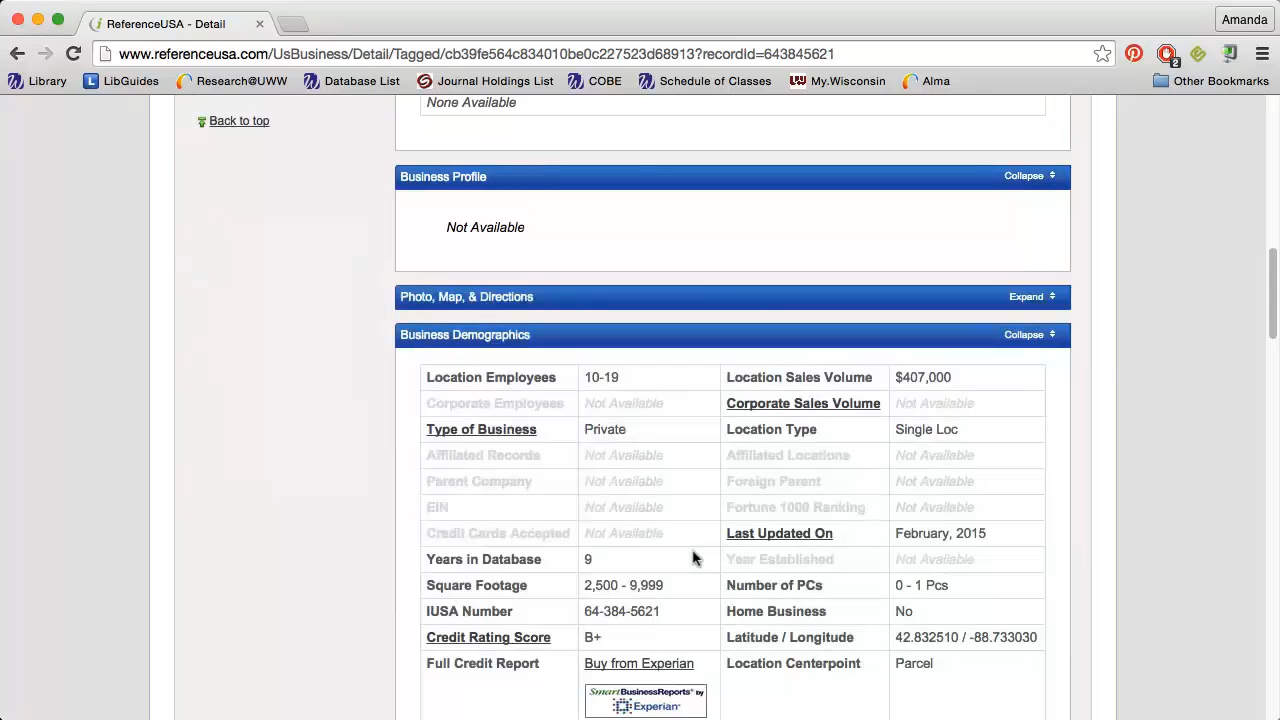 ReferenceUSA - Detail
Amanda
www.referenceusa.com/UsBusiness/Detail/Tagged/cb39fe564c834010be0c227523d68913?recordId=643845621
2
Library LibGuides Research@UWW Database List Journal Holdings List COBE Schedule of Classes My.Wisconsin Alma Other Bookmarks
None Available
Back to top
Business Profile Collapse
Not Available
Photo, Map, & Directions Expand
Business Demographics Collapse
Location Employees 10-19 Location Sales Volume $407,000
Corporate Employees Not Available Corporate Sales Volume Not Available
Type of Business Private Location Type Single Loc
Affiliated Records Not Available Affiliated Locations Not Available
Parent Company Not Available Foreign Parent Not Available
EIN Not Available Fortune 1000 Ranking Not Available
Credit Cards Accepted Not Available Last Updated On February, 2015
Years in Database 9 Year Established Not Available
Square Footage 2,500 - 9,999 Number of PCs 0 - 1 Pcs
IUSA Number 64-384-5621 Home Business No
Credit Rating Score B+ Latitude / Longitude 42.832510 / -88.733030
Full Credit Report Buy from Experian Location Centerpoint Parcel
SmartBusinessReports by
Experian